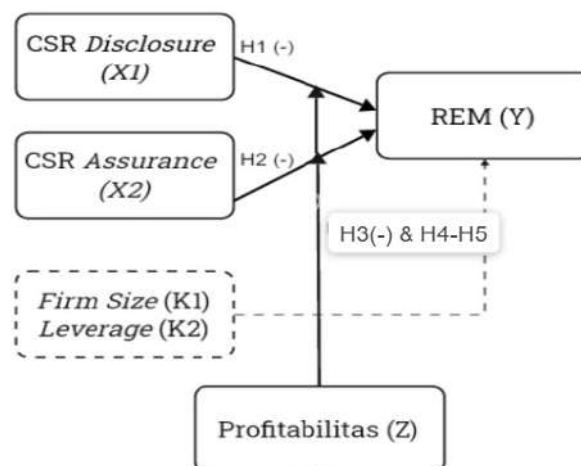 CSR Disclosure
(X1)
H1 (-)
REM (Y)
CSR Assurance
(X2)
H2 (-)
H3(-) & H4-H5
Firm Size (K1)
Leverage (K2)
Profitabilitas (Z)